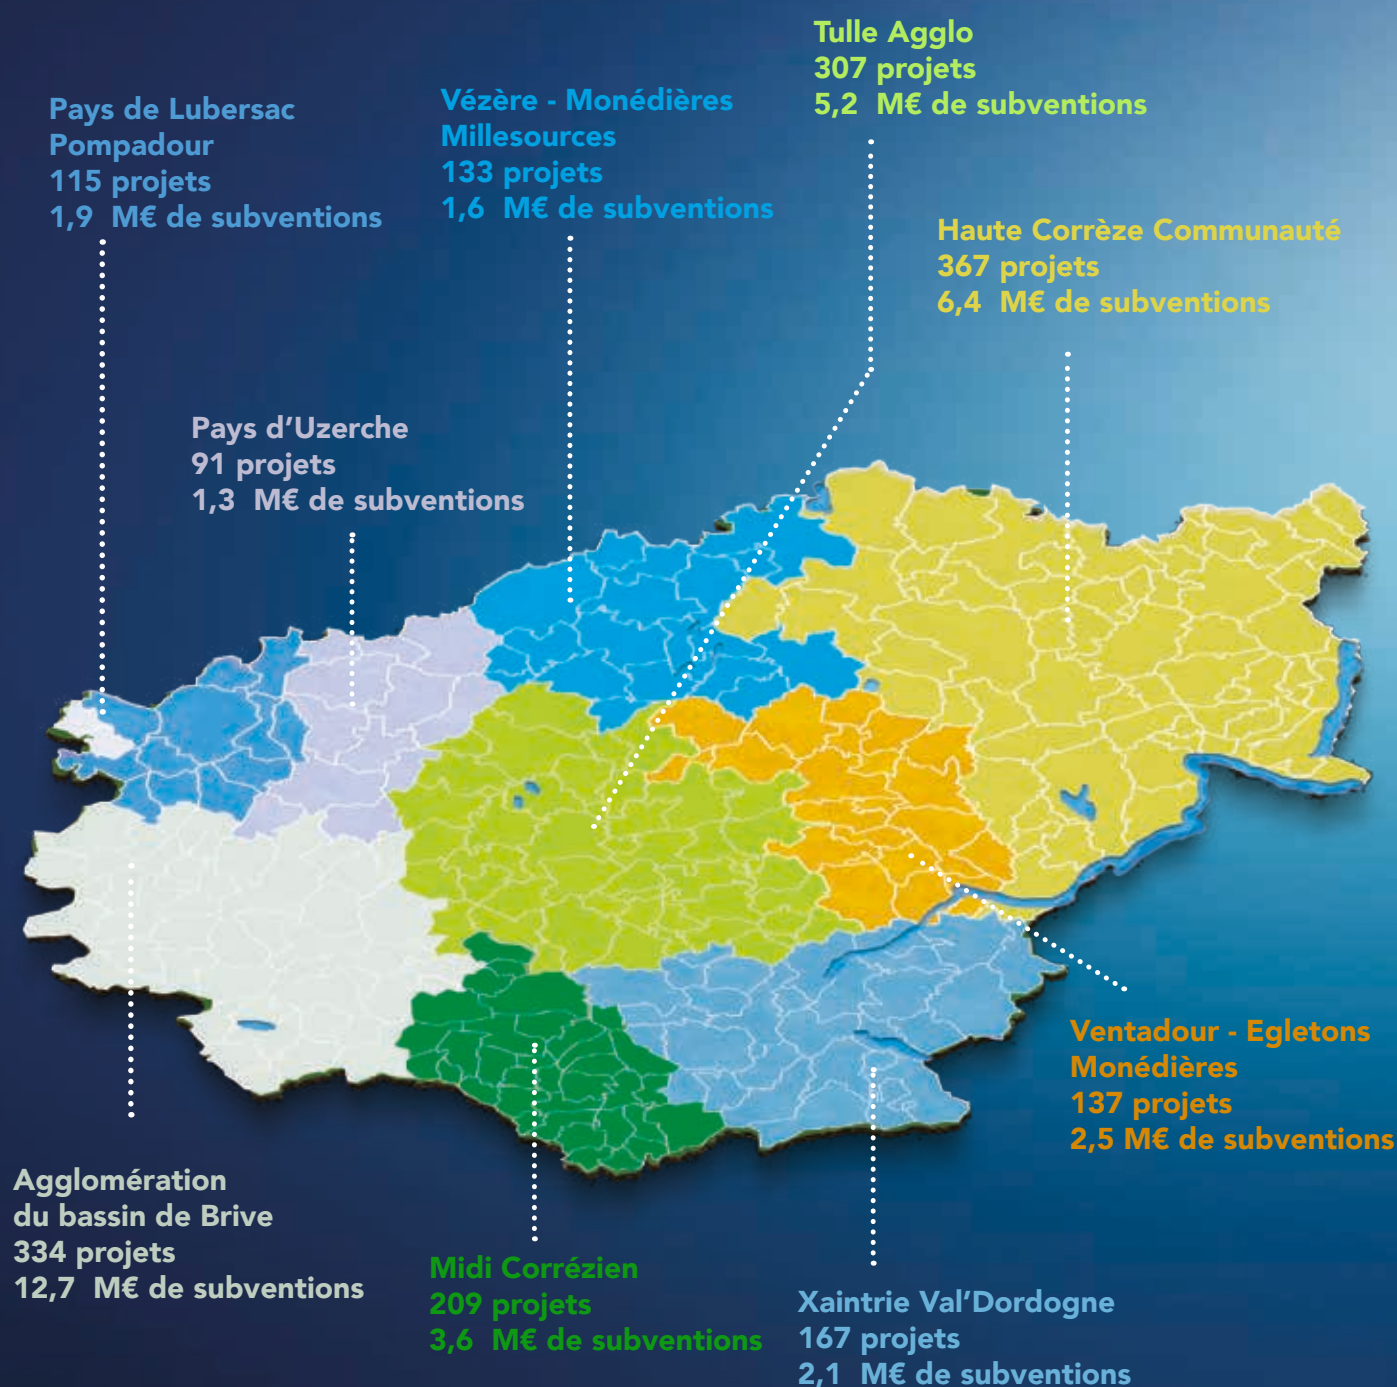 Tulle Agglo
307 projets
5,2 M€ de subventions
Pays de Lubersac
Pompadour
115 projets
1,9 M€ de subventions
Vézère - Monédières
Millesources
133 projets
1,6 M€ de subventions
Haute Corrèze Communauté
367 projets
6,4 M€ de subventions
Pays d’Uzerche
91 projets
1,3 M€ de subventions
Ventadour - Egletons
Monédières
137 projets
2,5 M€ de subventions
Agglomération
du bassin de Brive
334 projets
12,7 M€ de subventions
Midi Corrézien
209 projets
3,6 M€ de subventions
Xaintrie Val’Dordogne
167 projets
2,1 M€ de subventions